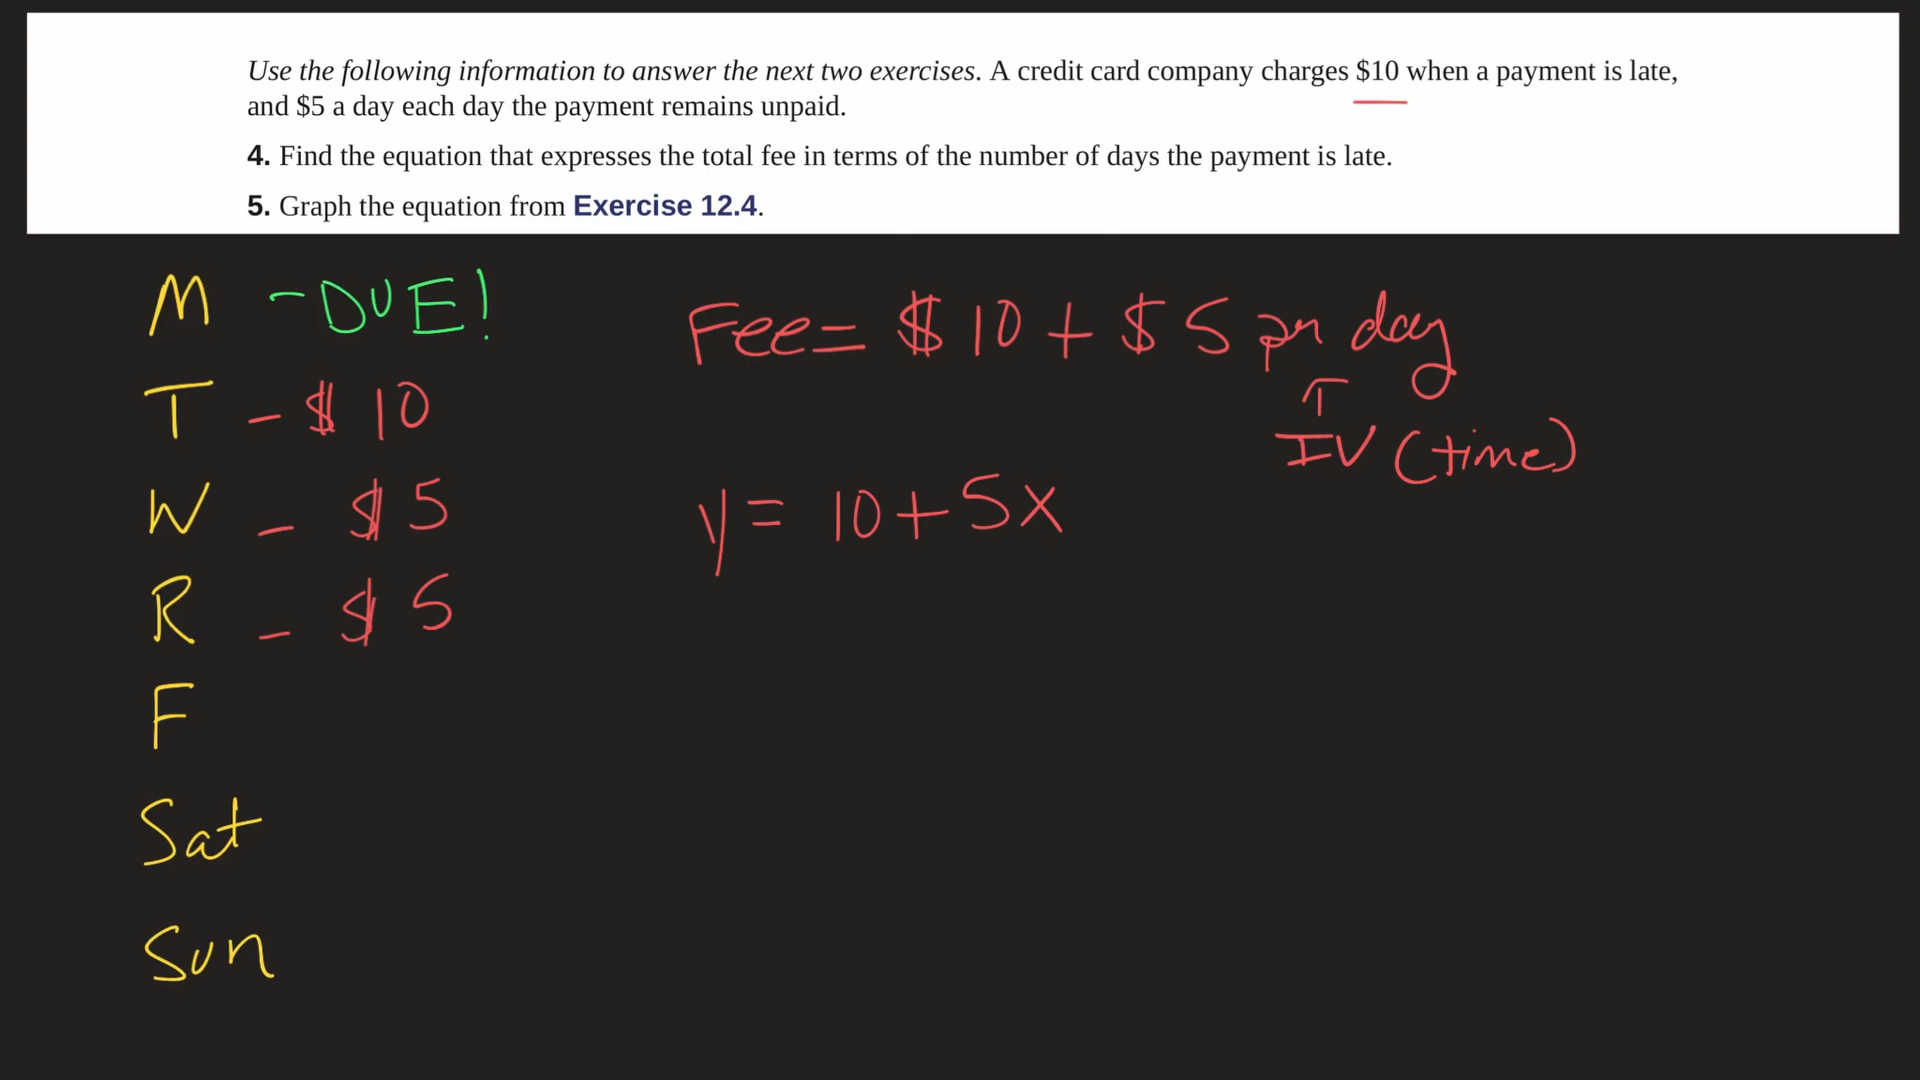 Use the following information to answer the next two exercises. A credit card company charges $10 when a payment is late,
and $5 a day each day the payment remains unpaid.
4. Find the equation that expresses the total fee in terms of the number of days the payment is late.
5. Graph the equation from Exercise 12.4.
M - DUE!
T - $10
W - $5
R - $5
F
Sat
Sun
Fee = $10 + $5 per day
↑
IV (time)
y = 10 + 5x